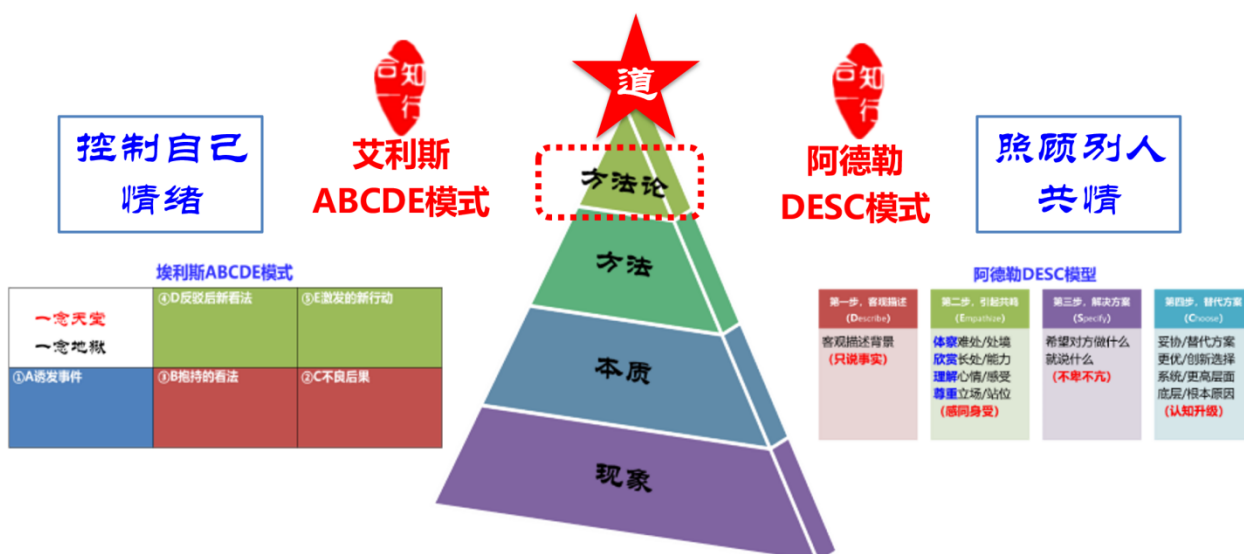 道
知
合
行
知
合
行
控制自己
情绪
艾利斯
ABCDE模式
方法论
阿德勒
DESC模式
照顾别人
共情
方法
本质
现象
埃利斯ABCDE模式
一念天堂
一念地狱
④D反驳后新看法
⑤E激发的新行动
①A诱发事件
③B抱持的看法
②C不良后果
阿德勒DESC模型
第一步,客观描述
(Describe)
客观描述背景
(只说事实)
第二步,引起共鸣
(Empathize)
体察难处/处境
欣赏长处/能力
理解心情/感受
尊重立场/站位
(感同身受)
第三步,解决方案
(Specify)
希望对方做什么
就说什么
(不卑不亢)
第四步,替代方案
(Choose)
妥协/替代方案
更优/创新选择
系统/更高层面
底层/根本原因
(认知升级)